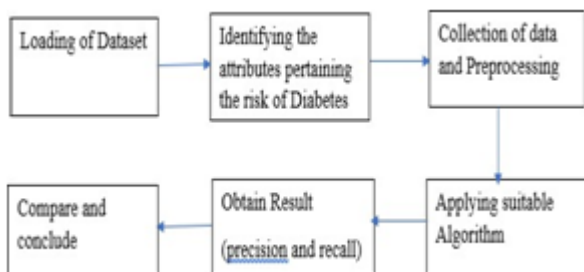 Loading of Dataset
Identifying the
attributes pertaining
the risk of Diabetes
Collection of data
and Preprocessing
Applying suitable
Algorithm
Obtain Result
(precision and recall)
Compare and
conclude